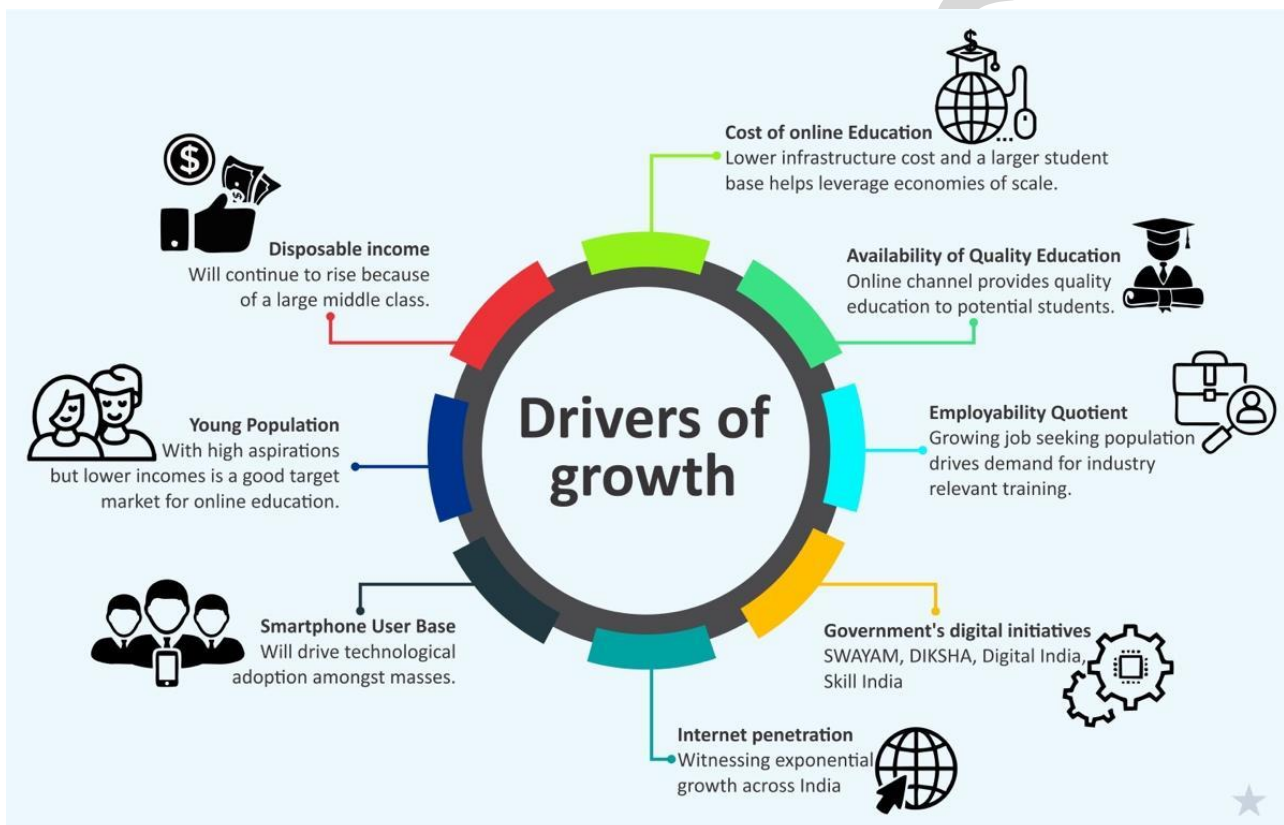 Drivers of
growth
Cost of online Education
Lower infrastructure cost and a larger student
base helps leverage economies of scale.
Availability of Quality Education
Online channel provides quality
education to potential students.
Employability Quotient
Growing job seeking population
drives demand for industry
relevant training.
Government's digital initiatives
SWAYAM, DIKSHA, Digital India,
Skill India
Internet penetration
Witnessing exponential
growth across India
Smartphone User Base
Will drive technological
adoption amongst masses.
Young Population
With high aspirations
but lower incomes is a good target
market for online education.
Disposable income
Will continue to rise because
of a large middle class.